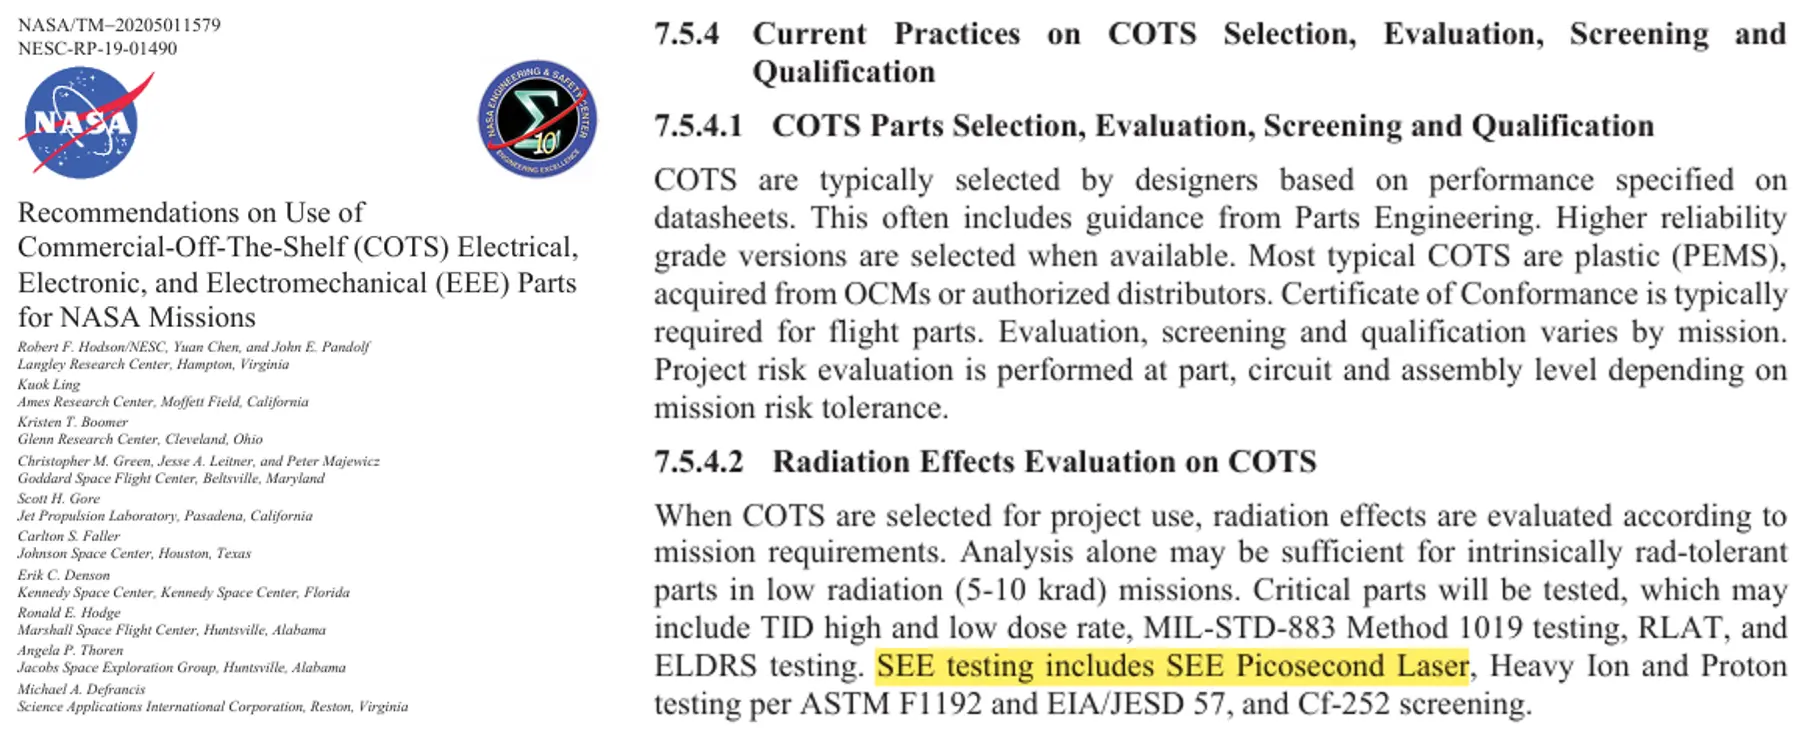 NASA/TM–20205011579
NESC-RP-19-01490
NASA
NASA ENGINEERING & SAFETY CENTER
Σ
10!
ENGINEERING EXCELLENCE
Recommendations on Use of
Commercial-Off-The-Shelf (COTS) Electrical,
Electronic, and Electromechanical (EEE) Parts
for NASA Missions
Robert F. Hodson/NESC, Yuan Chen, and John E. Pandolf
Langley Research Center, Hampton, Virginia
Kuok Ling
Ames Research Center, Moffett Field, California
Kristen T. Boomer
Glenn Research Center, Cleveland, Ohio
Christopher M. Green, Jesse A. Leitner, and Peter Majewicz
Goddard Space Flight Center, Beltsville, Maryland
Scott H. Gore
Jet Propulsion Laboratory, Pasadena, California
Carlton S. Faller
Johnson Space Center, Houston, Texas
Erik C. Denson
Kennedy Space Center, Kennedy Space Center, Florida
Ronald E. Hodge
Marshall Space Flight Center, Huntsville, Alabama
Angela P. Thoren
Jacobs Space Exploration Group, Huntsville, Alabama
Michael A. Defrancis
Science Applications International Corporation, Reston, Virginia
7.5.4 Current Practices on COTS Selection, Evaluation, Screening and
Qualification
7.5.4.1 COTS Parts Selection, Evaluation, Screening and Qualification
COTS are typically selected by designers based on performance specified on
datasheets. This often includes guidance from Parts Engineering. Higher reliability
grade versions are selected when available. Most typical COTS are plastic (PEMS),
acquired from OCMs or authorized distributors. Certificate of Conformance is typically
required for flight parts. Evaluation, screening and qualification varies by mission.
Project risk evaluation is performed at part, circuit and assembly level depending on
mission risk tolerance.
7.5.4.2 Radiation Effects Evaluation on COTS
When COTS are selected for project use, radiation effects are evaluated according to
mission requirements. Analysis alone may be sufficient for intrinsically rad-tolerant
parts in low radiation (5-10 krad) missions. Critical parts will be tested, which may
include TID high and low dose rate, MIL-STD-883 Method 1019 testing, RLAT, and
ELDRS testing. SEE testing includes SEE Picosecond Laser, Heavy Ion and Proton
testing per ASTM F1192 and EIA/JESD 57, and Cf-252 screening.